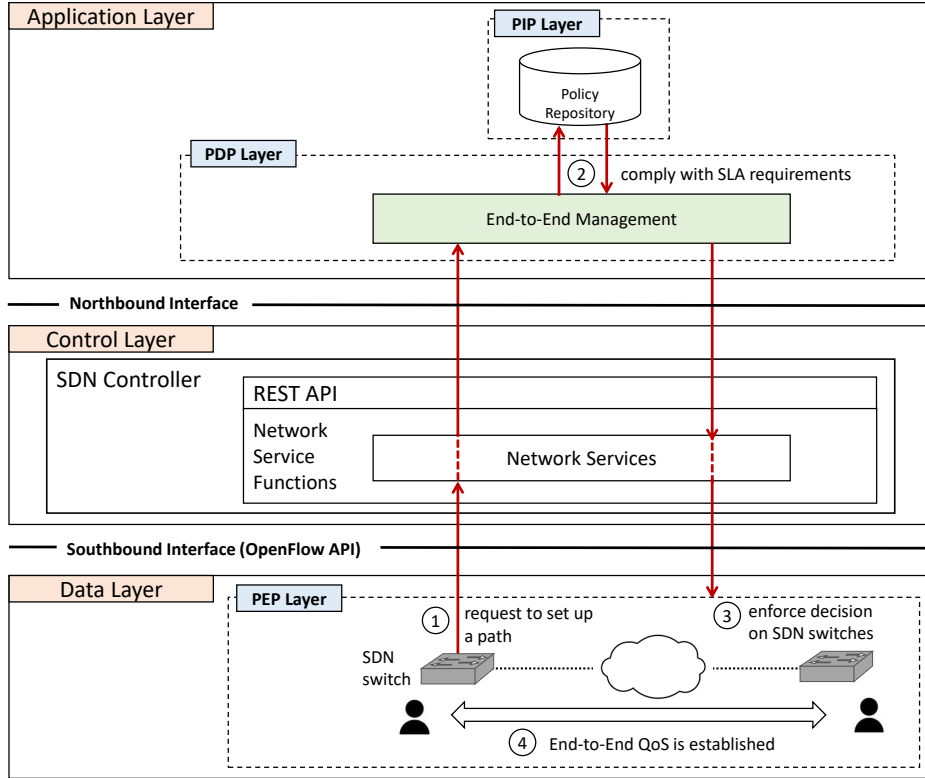 Application Layer
PIP Layer
Policy
Repository
PDP Layer
2 comply with SLA requirements
End-to-End Management
Northbound Interface
Control Layer
SDN Controller
REST API
Network
Service
Functions
Network Services
Southbound Interface (OpenFlow API)
Data Layer
PEP Layer
1 request to set up
a path
3 enforce decision
on SDN switches
SDN
switch
4 End-to-End QoS is established